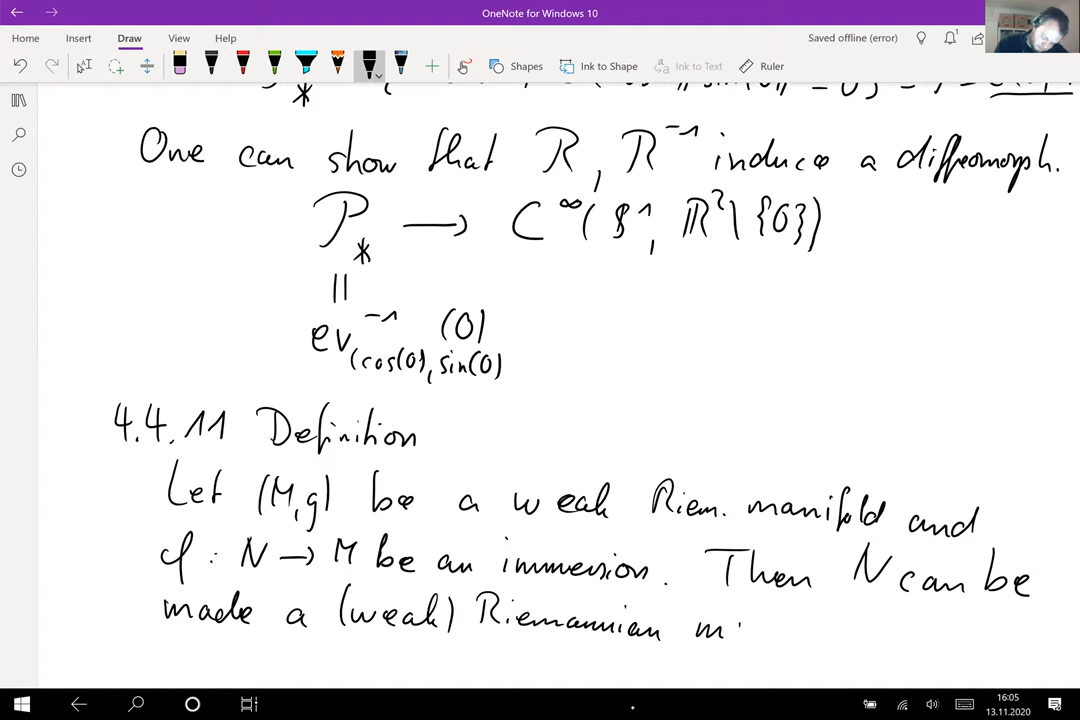 OneNote for Windows 10
Home Insert Draw View Help Saved offline (error)
Shapes Ink to Shape Ink to Text Ruler
One can show that R, R⁻¹ induce a diffeomorph.
P_* → C^∞(S¹, ℝ²\{0})
||
ev⁻¹_(cos(0), sin(0)) (0)
4.4.11 Definition
Let (M,g) be a weak Riem. manifold and
φ : N → M be an immersion. Then N can be
made a (weak) Riemannian m
16:05
13.11.2020